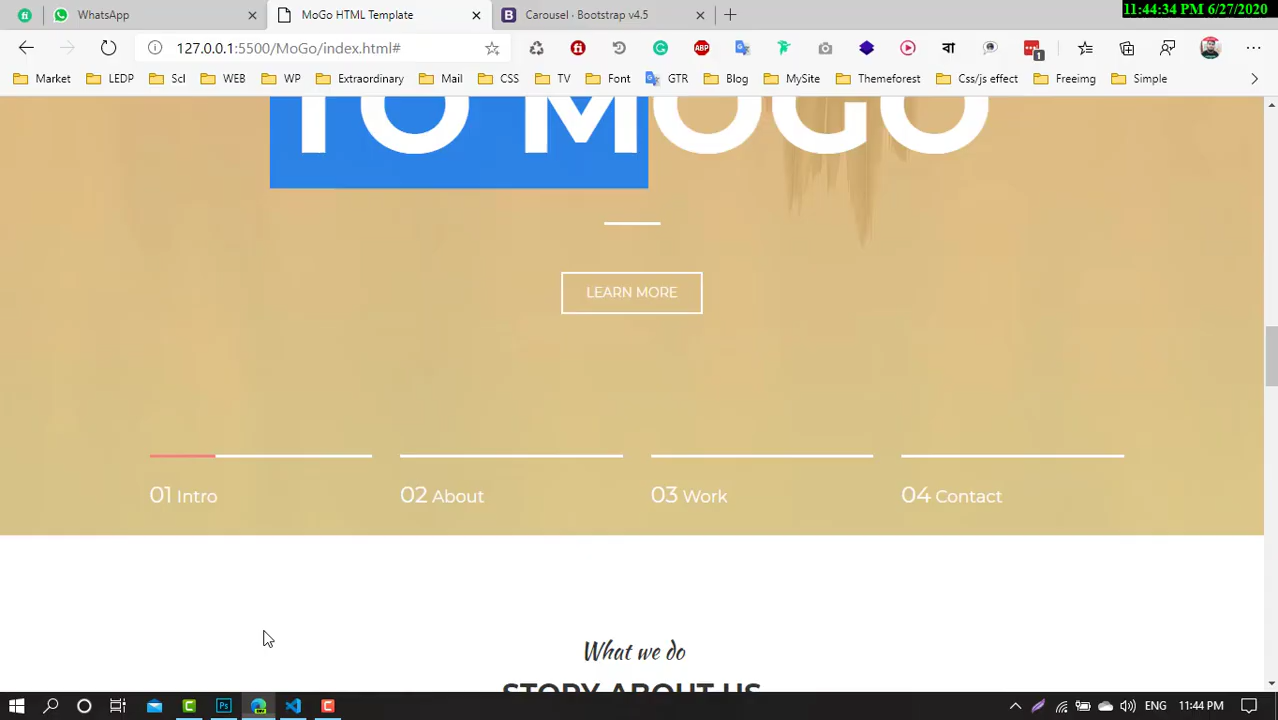 11:44:34 PM 6/27/2020
WhatsApp
MoGo HTML Template
Carousel · Bootstrap v4.5
127.0.0.1:5500/MoGo/index.html#
ABP
বা
1
Market
LEDP
Scl
WEB
WP
Extraordinary
Mail
CSS
TV
Font
GTR
Blog
MySite
Themeforest
Css/js effect
Freeimg
Simple
TO MOGO
LEARN MORE
01 Intro
02 About
03 Work
04 Contact
What we do
STORY ABOUT US
Ps
ENG
11:44 PM